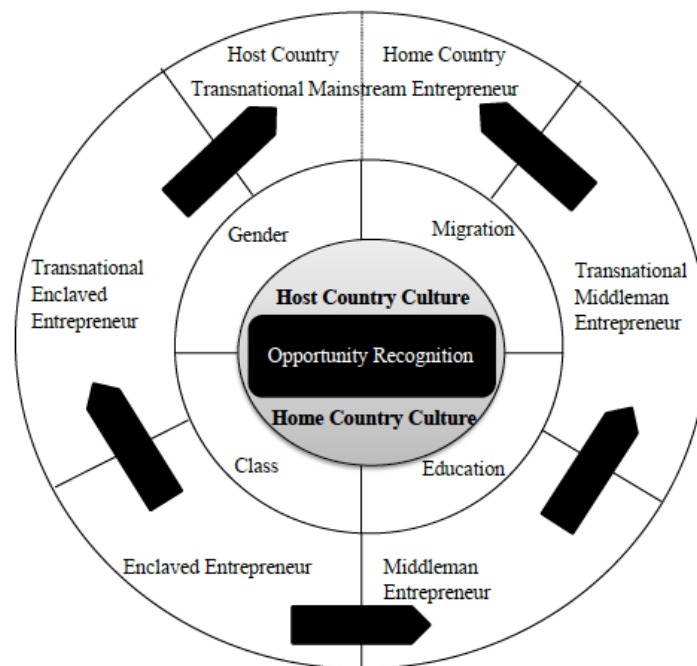 Host Country
Home Country
Transnational Mainstream Entrepreneur
Gender
Migration
Transnational
Enclaved
Entrepreneur
Transnational
Middleman
Entrepreneur
Host Country Culture
Opportunity Recognition
Home Country Culture
Class
Education
Enclaved Entrepreneur
Middleman
Entrepreneur